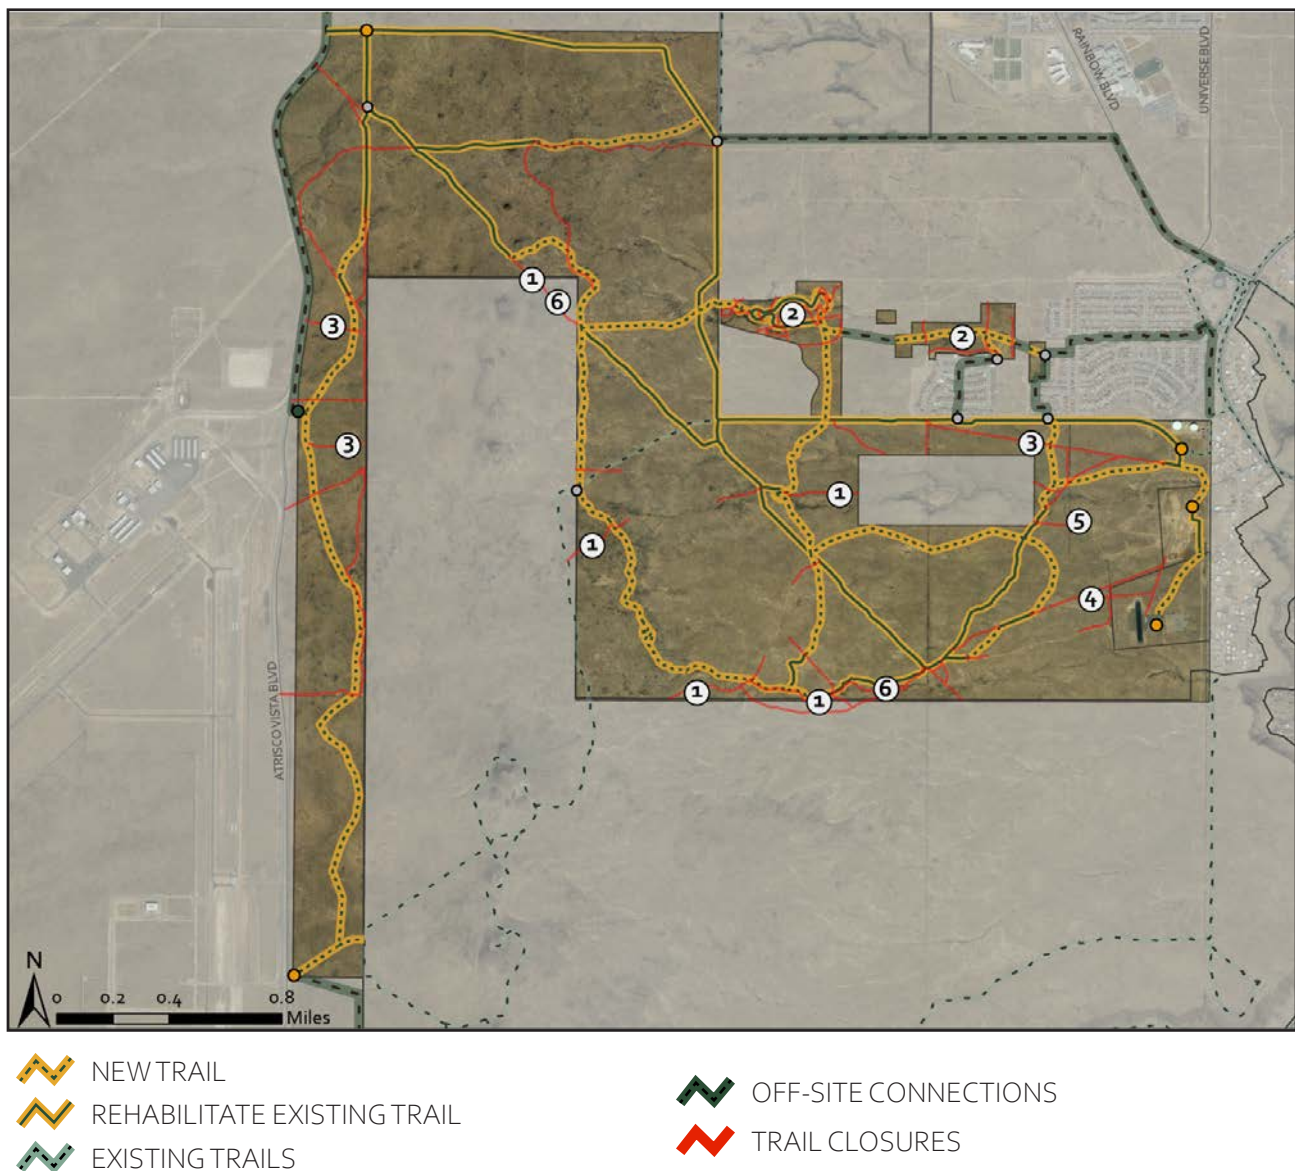 RAINBOW BLVD
UNIVERSE BLVD
1
6
2
2
3
3
3
1
5
1
4
1
1
6
ATRISCO VISTA BLVD
N
0 0.2 0.4 0.8
Miles
NEW TRAIL
REHABILITATE EXISTING TRAIL
EXISTING TRAILS
OFF-SITE CONNECTIONS
TRAIL CLOSURES